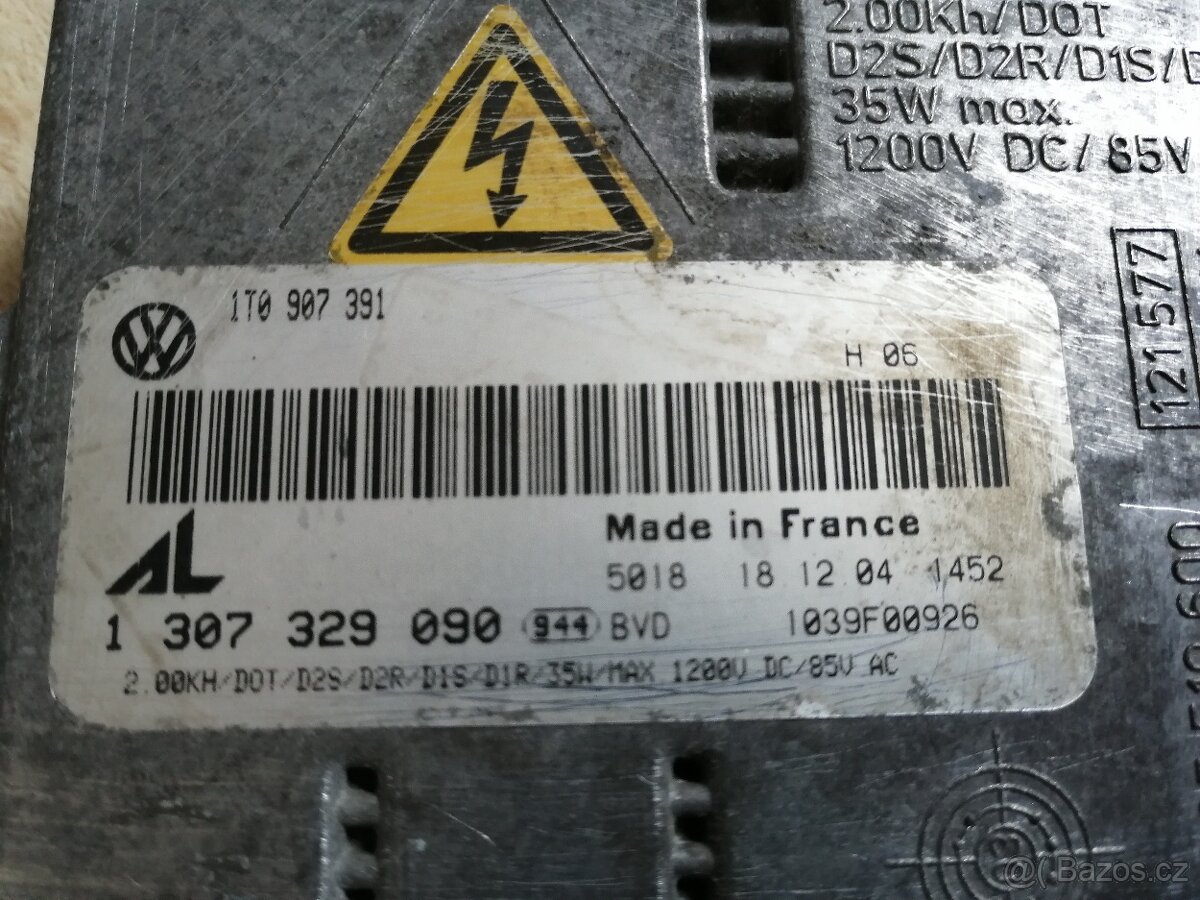 2.00Kh/DOT
D2S/D2R/D1S/D
35W max.
1200V DC/85V
121577
1T0 907 391
H 06
Made in France
5018 18 12 04 1452
1 307 329 090 944 BVD 1039F00926
2.00KH/DOT/D2S/D2R/D1S/D1R/35W/MAX 1200V DC/85V AC
Bazos.cz